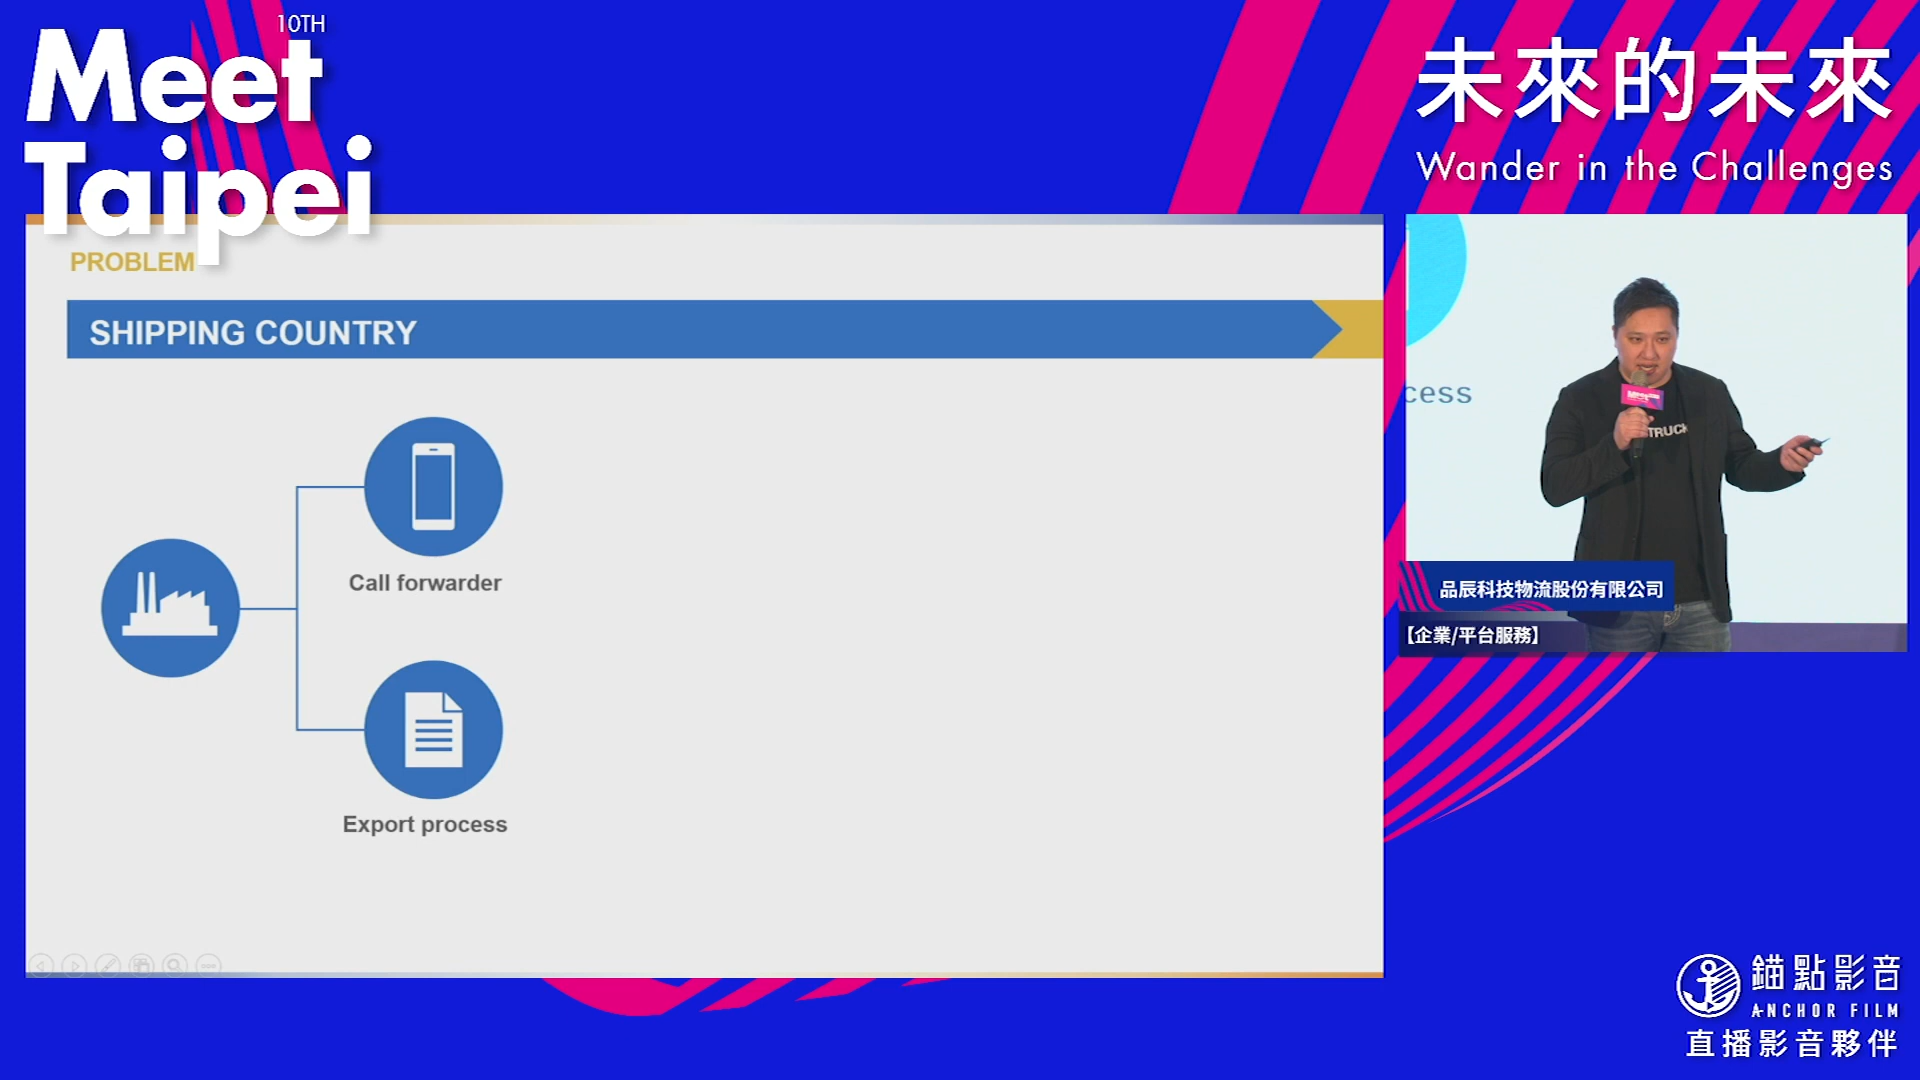 10TH
Meet
Taipei
未來的未來
Wander in the Challenges
PROBLEM
SHIPPING COUNTRY
Call forwarder
Export process
cess
TRUCK
品辰科技物流股份有限公司
【企業/平台服務】
錨點影音
ANCHOR FILM
直播影音夥伴